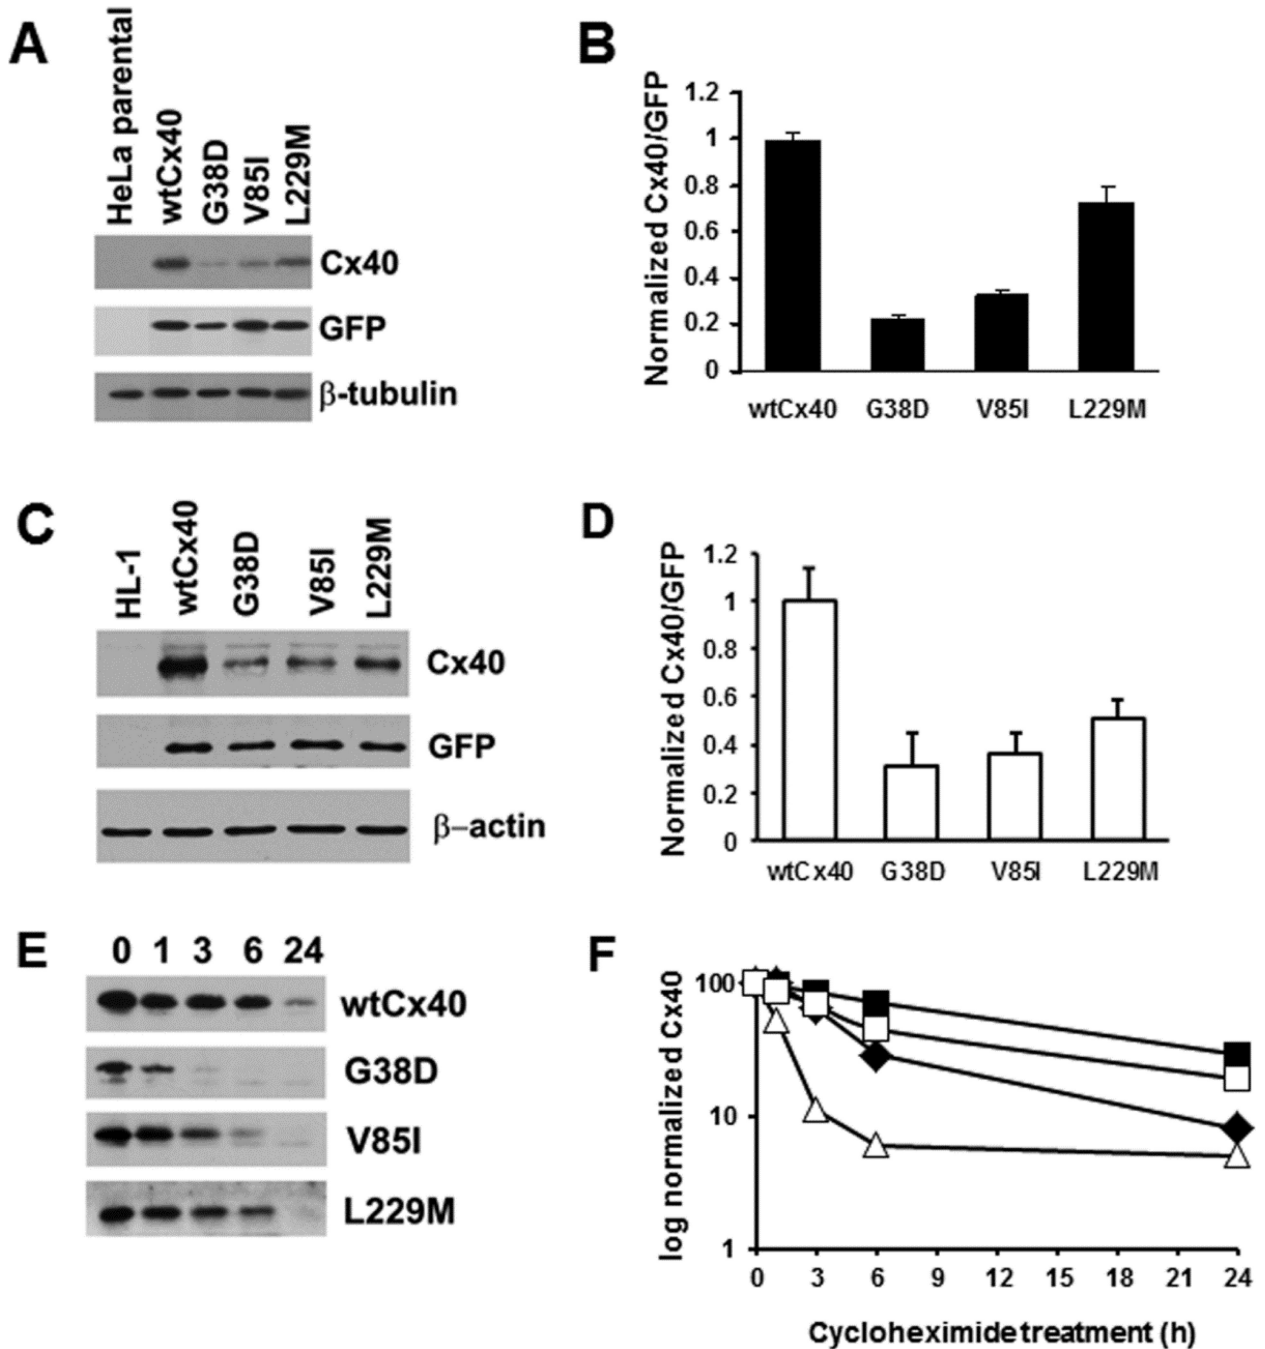 A
HeLa parental
wtCx40
G38D
V85I
L229M
Cx40
GFP
β-tubulin
B
Normalized Cx40/GFP
1.2
1
0.8
0.6
0.4
0.2
0
wtCx40 G38D V85I L229M
C
HL-1
wtCx40
G38D
V85I
L229M
Cx40
GFP
β-actin
D
Normalized Cx40/GFP
1.2
1
0.8
0.6
0.4
0.2
0
wtCx40 G38D V85I L229M
E
0 1 3 6 24
wtCx40
G38D
V85I
L229M
F
log normalized Cx40
100
10
1
0 3 6 9 12 15 18 21 24
Cycloheximide treatment (h)